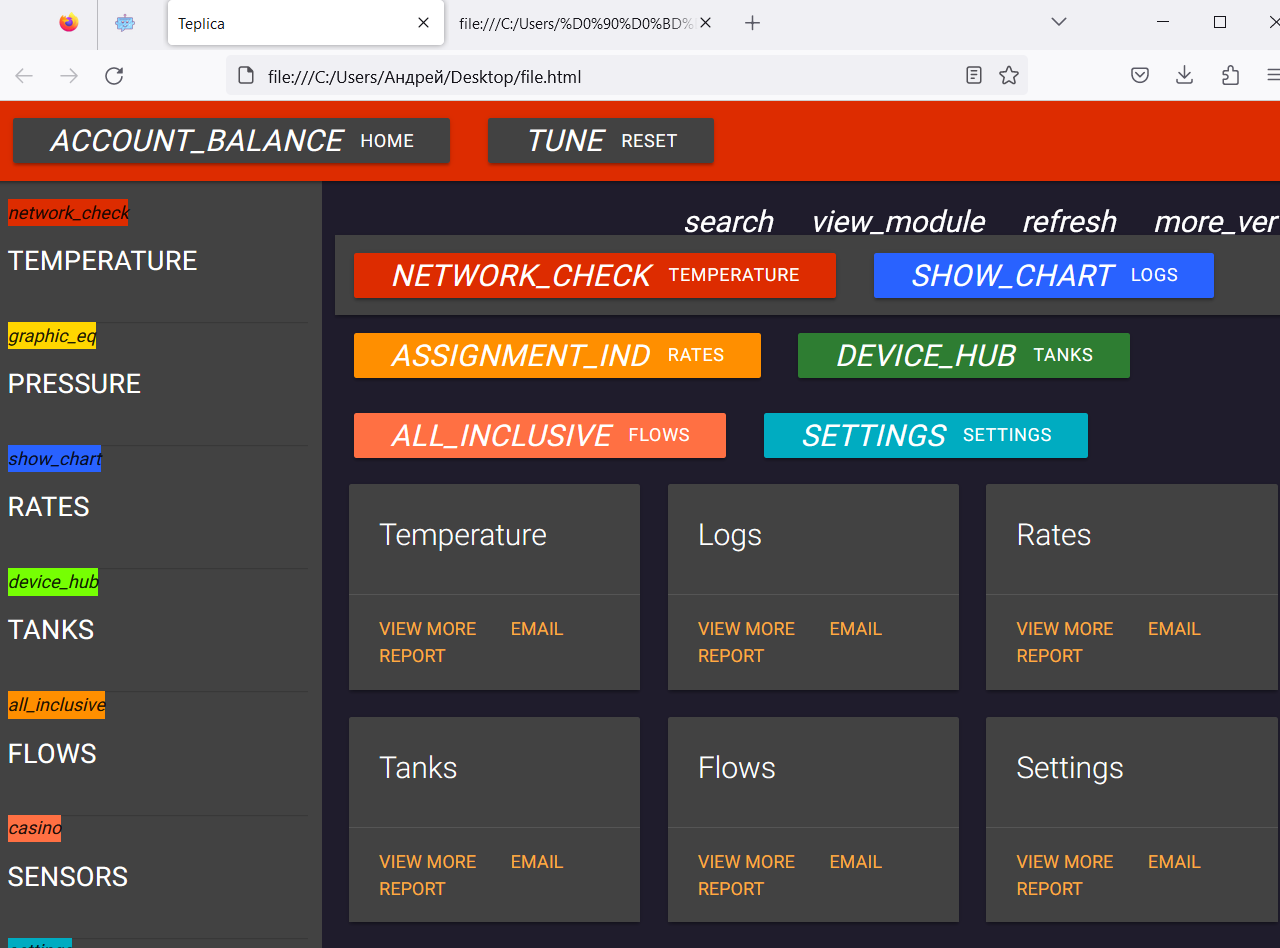 Teplica
file:///C:/Users/%D0%90%D0%BD%
file:///C:/Users/Андрей/Desktop/file.html
ACCOUNT_BALANCE HOME TUNE RESET
network_check
TEMPERATURE
graphic_eq
PRESSURE
show_chart
RATES
device_hub
TANKS
all_inclusive
FLOWS
casino
SENSORS
settings
search view_module refresh more_ver
NETWORK_CHECK TEMPERATURE SHOW_CHART LOGS
ASSIGNMENT_IND RATES DEVICE_HUB TANKS
ALL_INCLUSIVE FLOWS SETTINGS SETTINGS
Temperature
VIEW MORE EMAIL
REPORT
Logs
VIEW MORE EMAIL
REPORT
Rates
VIEW MORE EMAIL
REPORT
Tanks
VIEW MORE EMAIL
REPORT
Flows
VIEW MORE EMAIL
REPORT
Settings
VIEW MORE EMAIL
REPORT